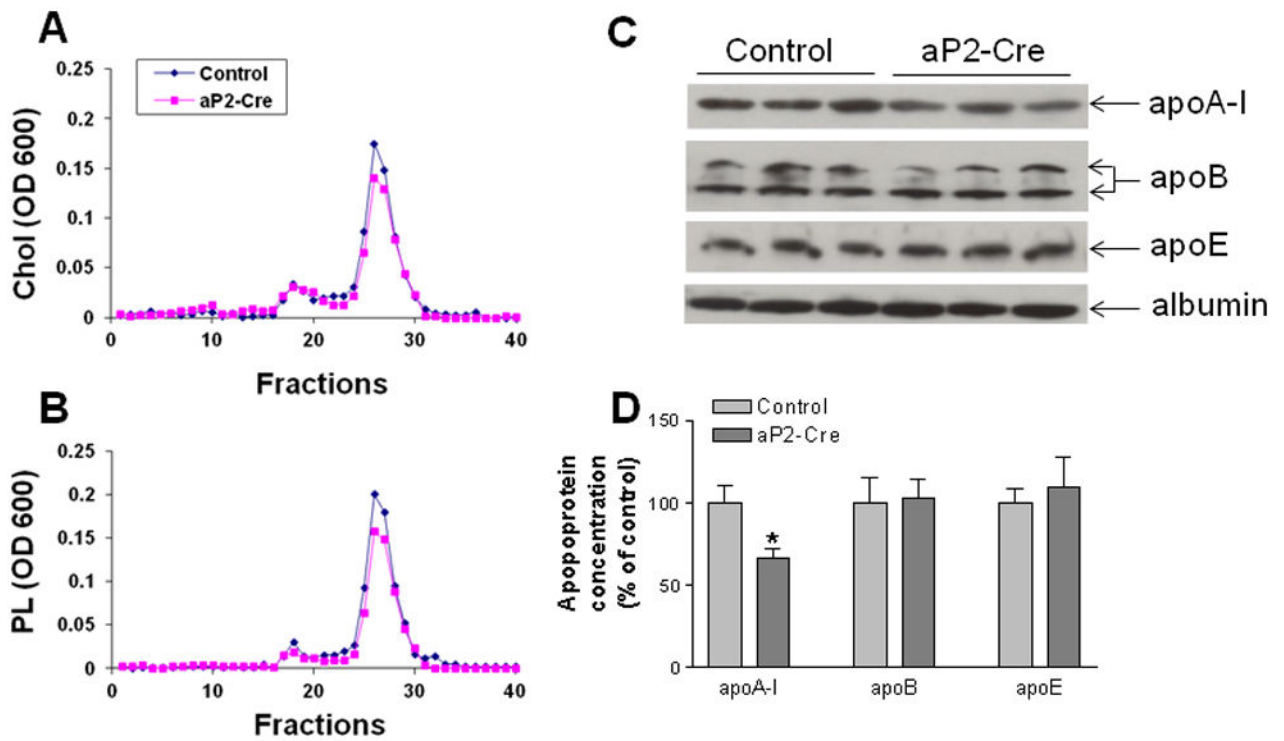 A
0.25
0.2
0.15
0.1
0.05
0
Chol (OD 600)
Control
aP2-Cre
0 10 20 30 40
Fractions
B
0.25
0.2
0.15
0.1
0.05
0
PL (OD 600)
0 10 20 30 40
Fractions
C
Control aP2-Cre
apoA-I
apoB
apoE
albumin
D
Control
aP2-Cre
150
100
50
0
Apopoprotein
concentration
(% of control)
*
apoA-I apoB apoE